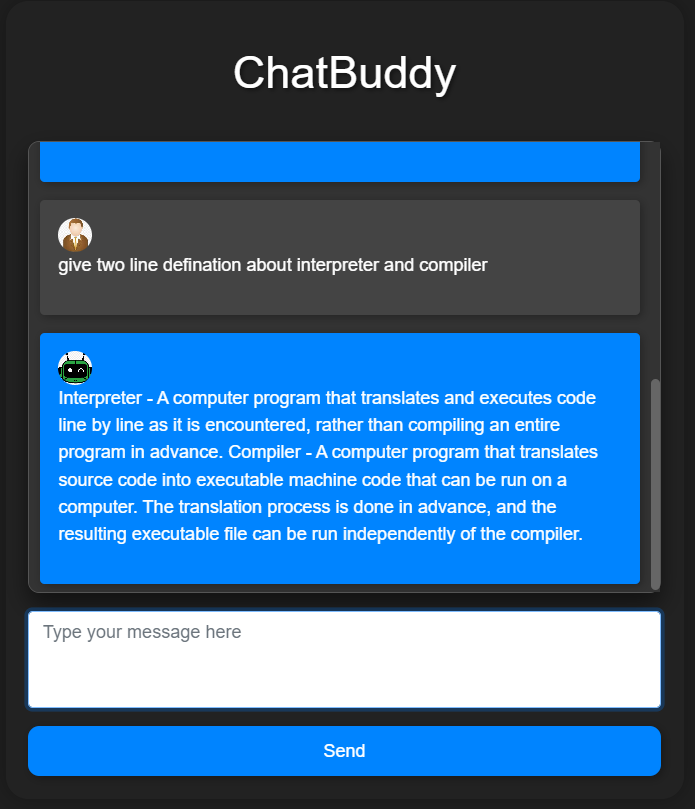 ChatBuddy
give two line defination about interpreter and compiler
Interpreter - A computer program that translates and executes code
line by line as it is encountered, rather than compiling an entire
program in advance. Compiler - A computer program that translates
source code into executable machine code that can be run on a
computer. The translation process is done in advance, and the
resulting executable file can be run independently of the compiler.
Type your message here
Send